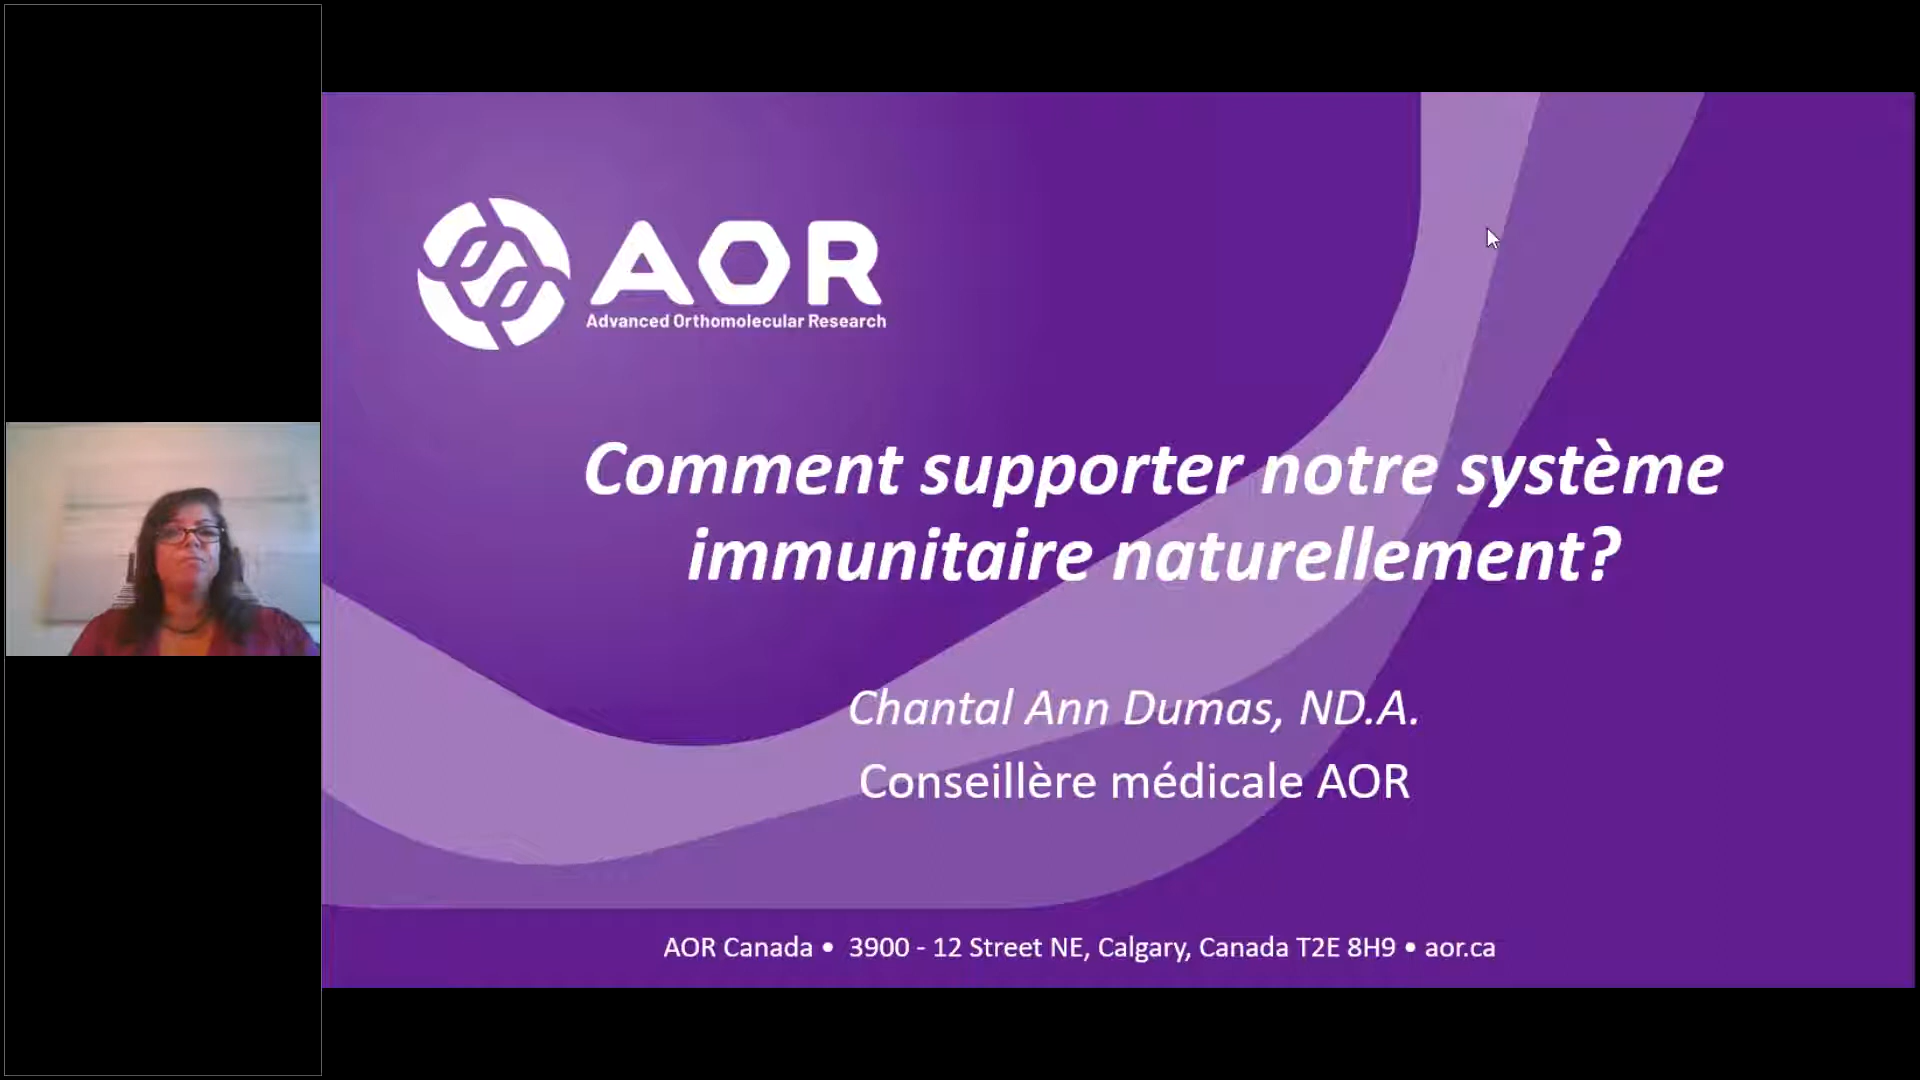 AOR
Advanced Orthomolecular Research
Comment supporter notre système
immunitaire naturellement?
Chantal Ann Dumas, ND.A.
Conseillère médicale AOR
AOR Canada • 3900 - 12 Street NE, Calgary, Canada T2E 8H9 • aor.ca